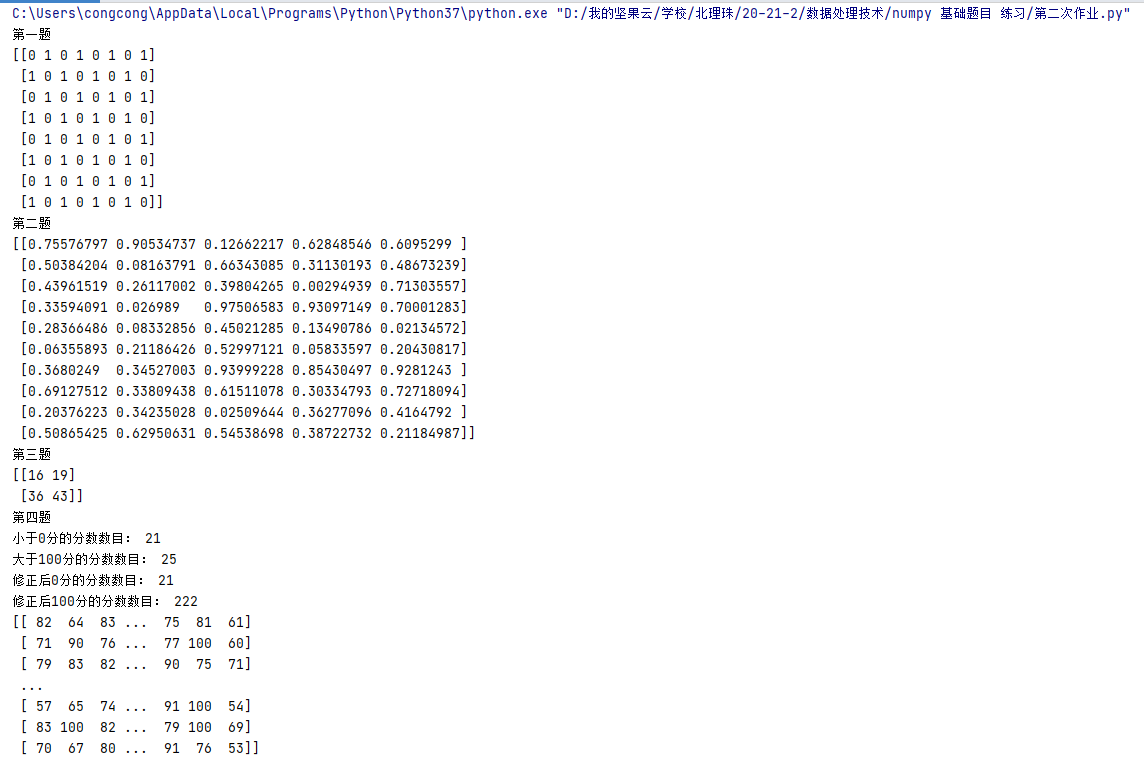 C:\Users\congcong\AppData\Local\Programs\Python\Python37\python.exe "D:/我的坚果云/学校/北理珠/20-21-2/数据处理技术/numpy 基础题目 练习/第二次作业.py"
第一题
[[0 1 0 1 0 1 0 1]
 [1 0 1 0 1 0 1 0]
 [0 1 0 1 0 1 0 1]
 [1 0 1 0 1 0 1 0]
 [0 1 0 1 0 1 0 1]
 [1 0 1 0 1 0 1 0]
 [0 1 0 1 0 1 0 1]
 [1 0 1 0 1 0 1 0]]
第二题
[[0.75576797 0.90534737 0.12662217 0.62848546 0.6095299 ]
 [0.50384204 0.08163791 0.66343085 0.31130193 0.48673239]
 [0.43961519 0.26117002 0.39804265 0.00294939 0.71303557]
 [0.33594091 0.026989   0.97506583 0.93097149 0.70001283]
 [0.28366486 0.08332856 0.45021285 0.13490786 0.02134572]
 [0.06355893 0.21186426 0.52997121 0.05833597 0.20430817]
 [0.3680249  0.34527003 0.93999228 0.85430497 0.9281243 ]
 [0.69127512 0.33809438 0.61511078 0.30334793 0.72718094]
 [0.20376223 0.34235028 0.02509644 0.36277096 0.4164792 ]
 [0.50865425 0.62950631 0.54538698 0.38722732 0.21184987]]
第三题
[[16 19]
 [36 43]]
第四题
小于0分的分数数目： 21
大于100分的分数数目： 25
修正后0分的分数数目： 21
修正后100分的分数数目： 222
[[ 82  64  83 ...  75  81  61]
 [ 71  90  76 ...  77 100  60]
 [ 79  83  82 ...  90  75  71]
 ...
 [ 57  65  74 ...  91 100  54]
 [ 83 100  82 ...  79 100  69]
 [ 70  67  80 ...  91  76  53]]